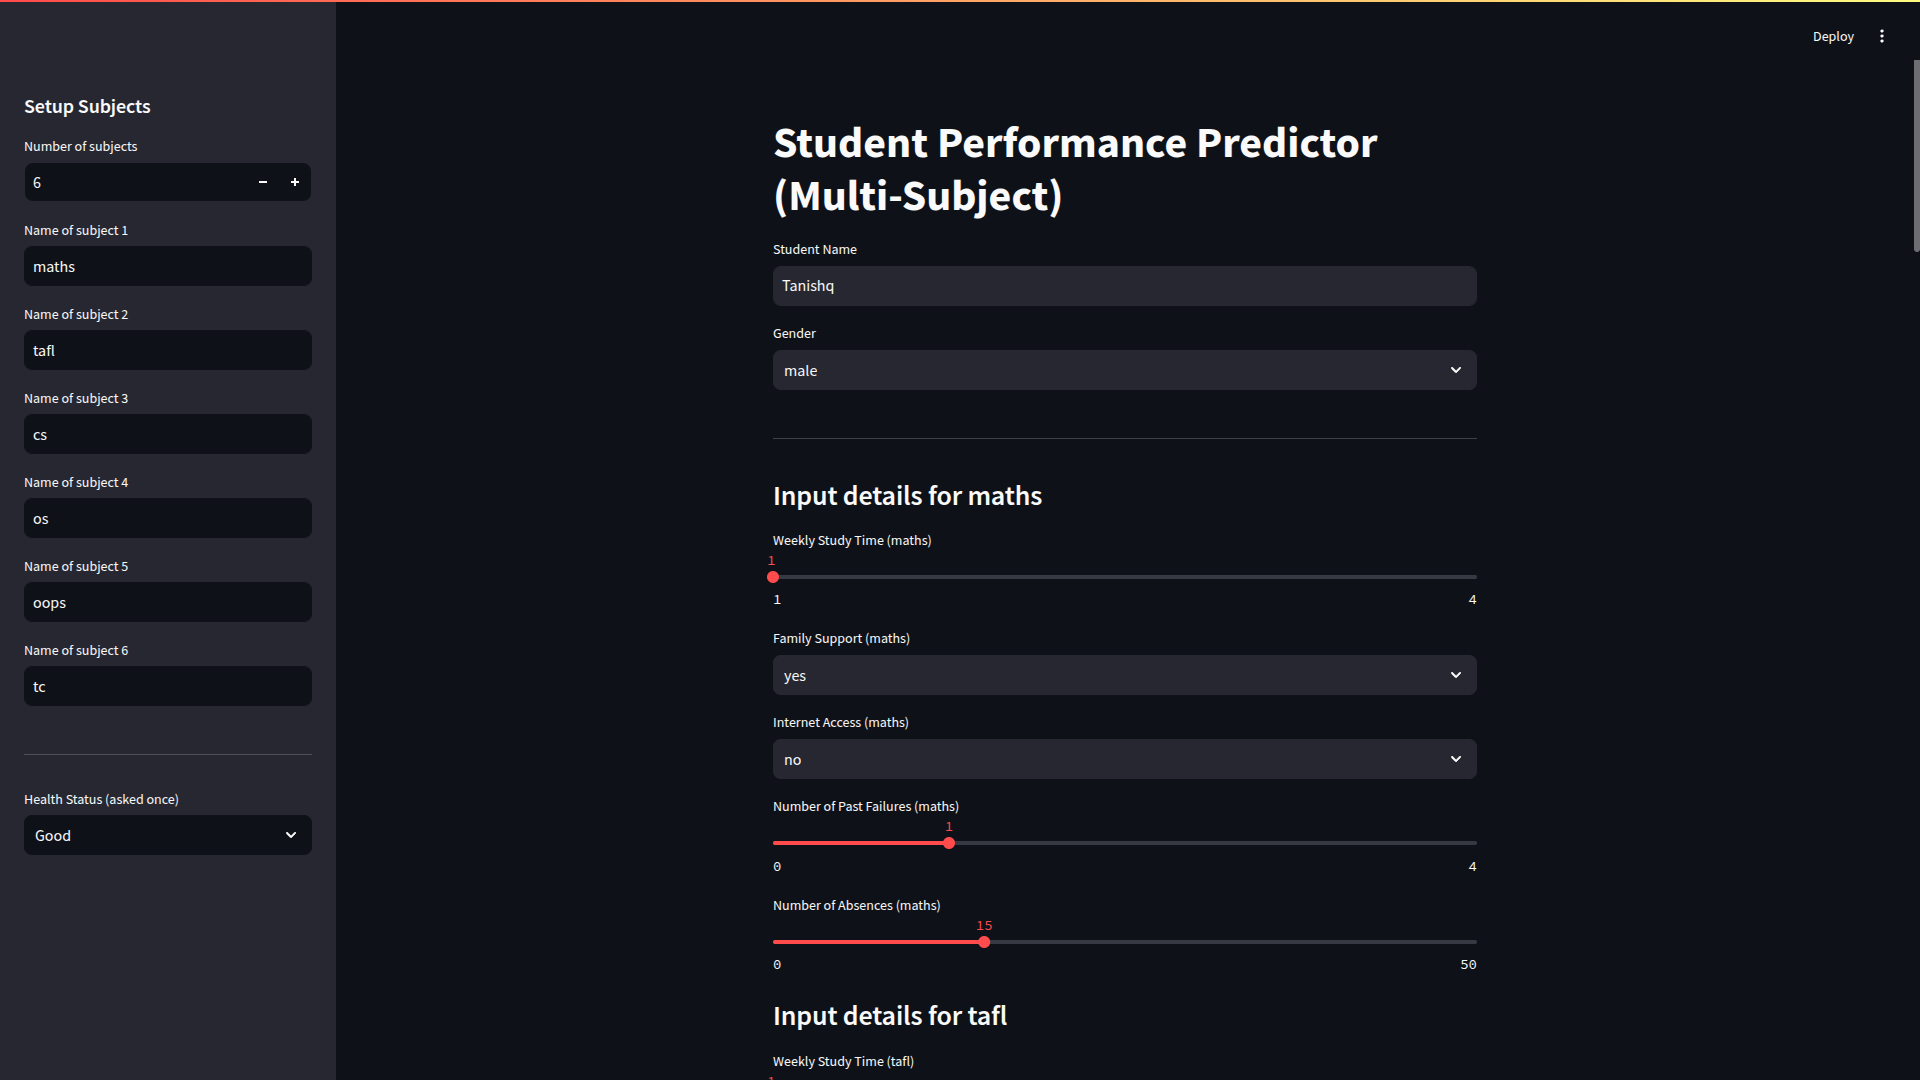 Deploy
Setup Subjects
Number of subjects
6
Name of subject 1
maths
Name of subject 2
tafl
Name of subject 3
cs
Name of subject 4
os
Name of subject 5
oops
Name of subject 6
tc
Health Status (asked once)
Good
Student Performance Predictor
(Multi-Subject)
Student Name
Tanishq
Gender
male
Input details for maths
Weekly Study Time (maths)
1
1 4
Family Support (maths)
yes
Internet Access (maths)
no
Number of Past Failures (maths)
1
0 4
Number of Absences (maths)
15
0 50
Input details for tafl
Weekly Study Time (tafl)